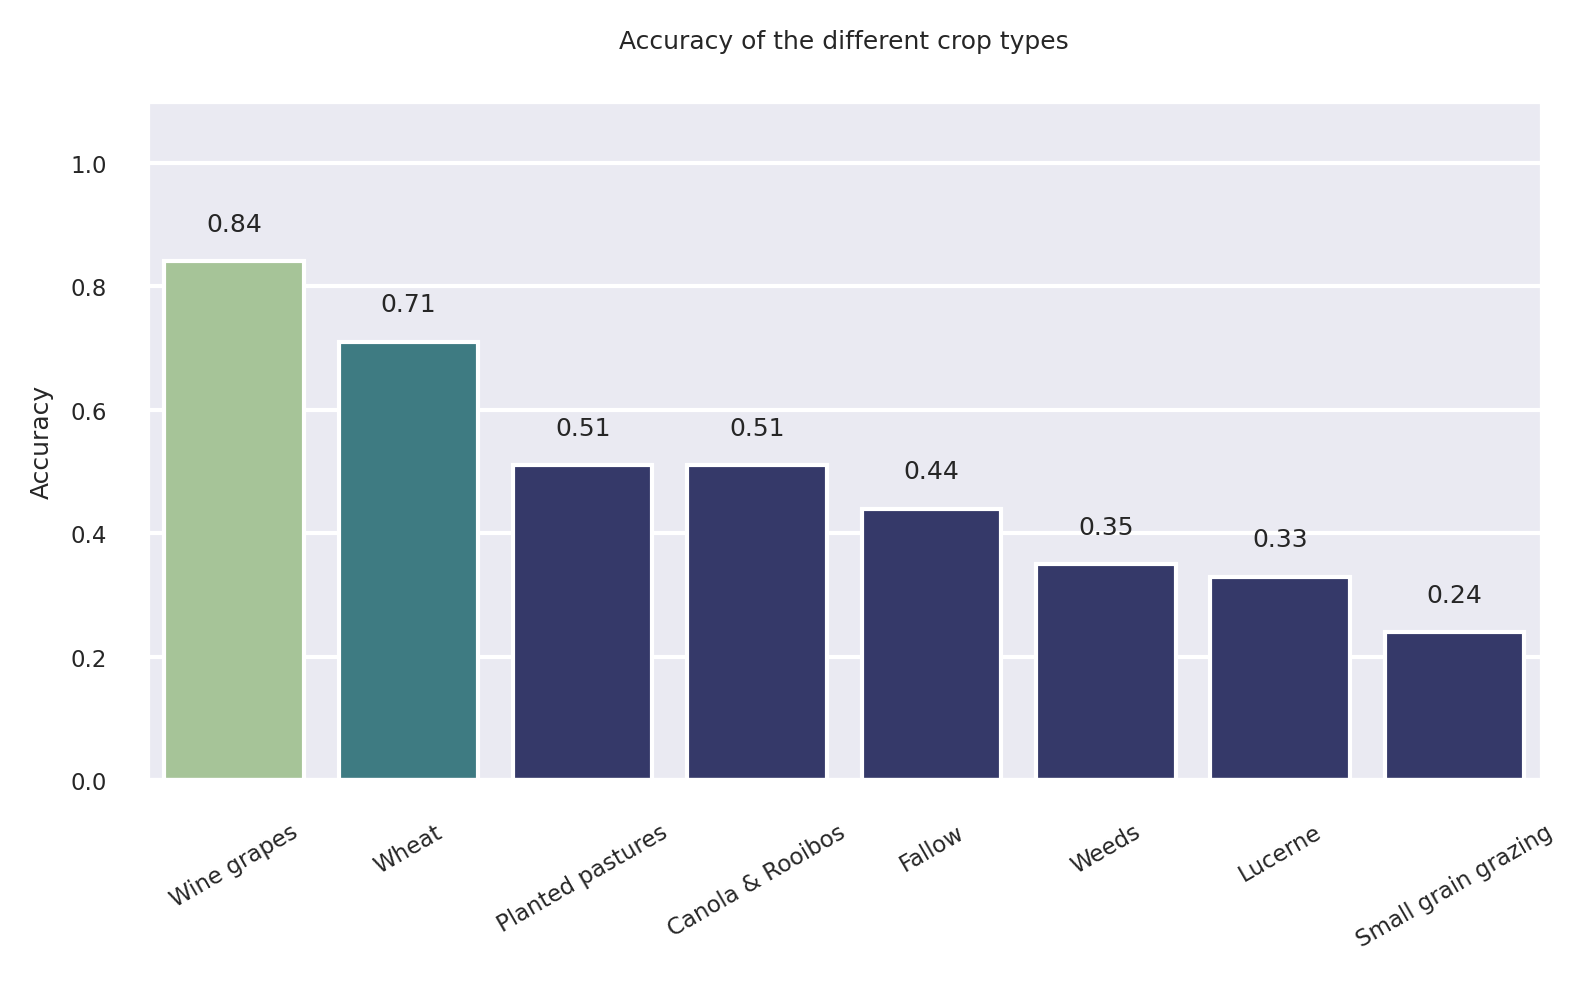 Accuracy of the different crop types
1.0
0.8
0.6
0.4
0.2
0.0
Accuracy
0.84
0.71
0.51
0.51
0.44
0.35
0.33
0.24
Wine grapes
Wheat
Planted pastures
Canola & Rooibos
Fallow
Weeds
Lucerne
Small grain grazing